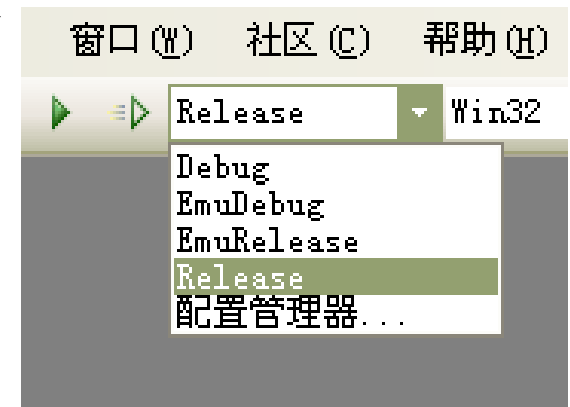 窗口(W) 社区(C) 帮助(H)
Release Win32
Debug
EmuDebug
EmuRelease
Release
配置管理器...